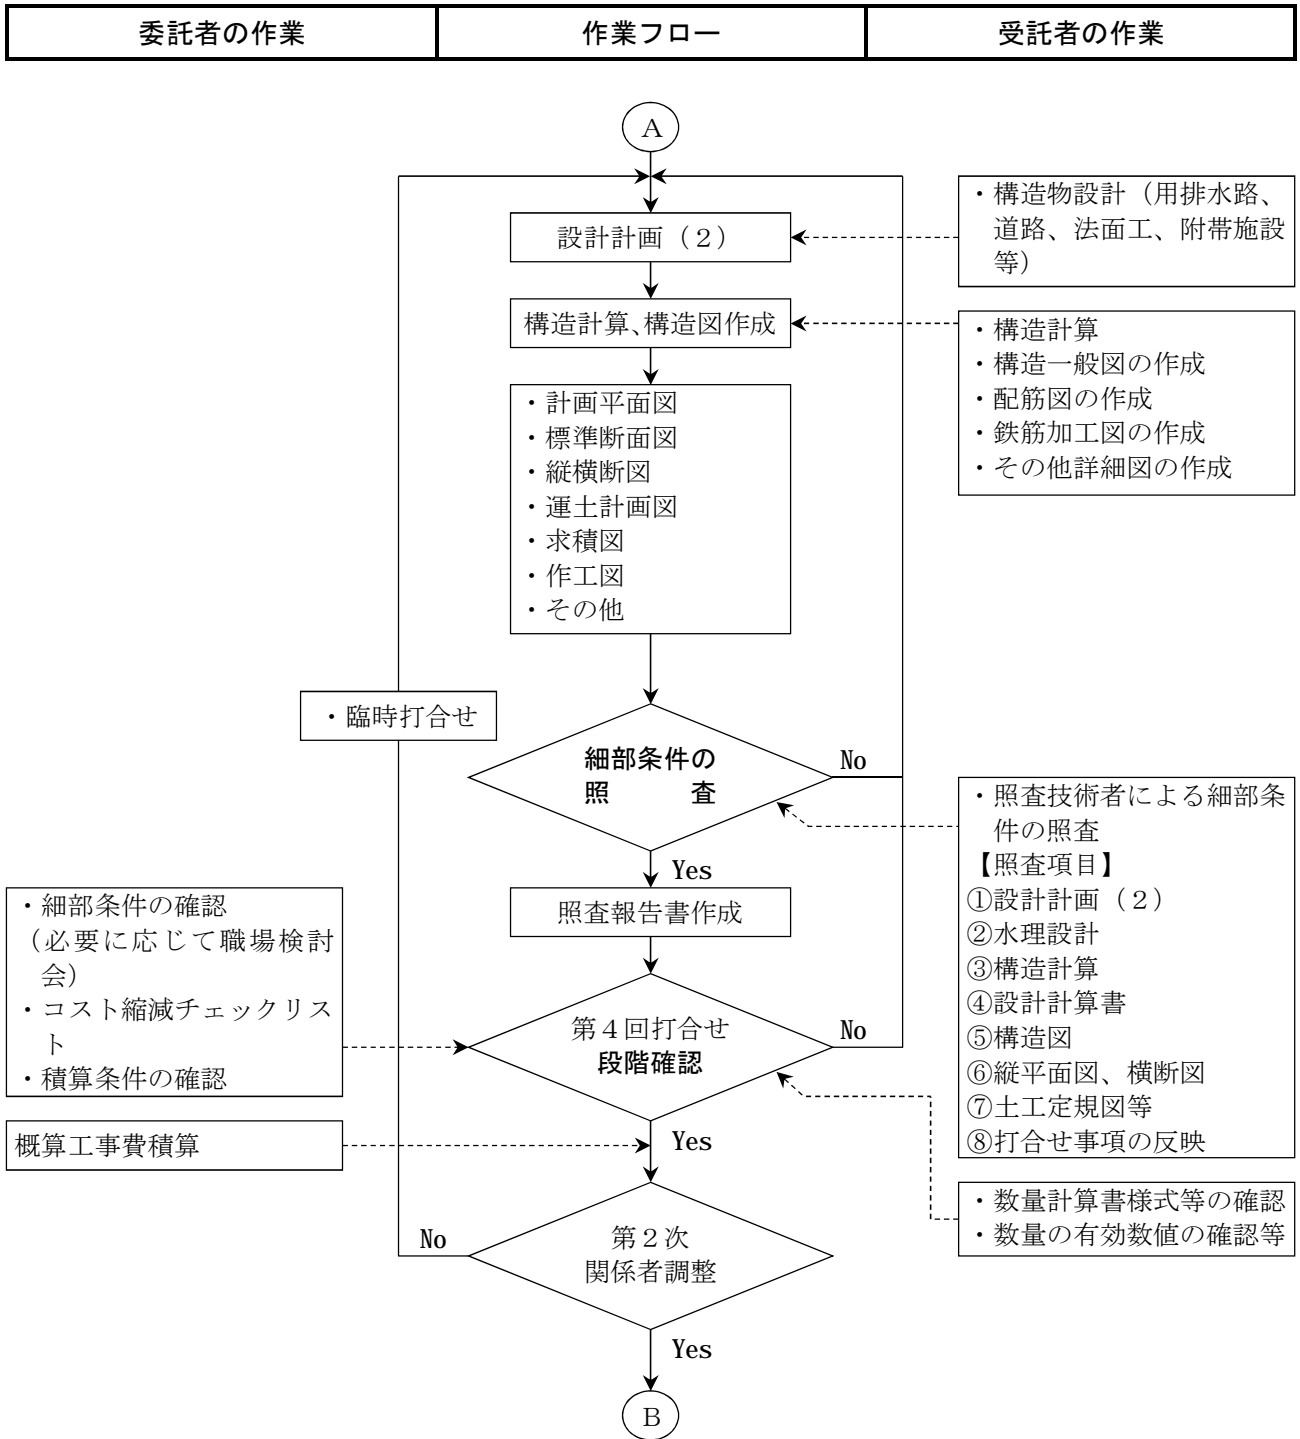 委託者の作業
作業フロー
受託者の作業
A
・構造物設計（用排水路、
道路、法面工、附帯施設
等）
設計計画（２）
構造計算、構造図作成
・構造計算
・構造一般図の作成
・配筋図の作成
・鉄筋加工図の作成
・その他詳細図の作成
・計画平面図
・標準断面図
・縦横断図
・運土計画図
・求積図
・作工図
・その他
・臨時打合せ
細部条件の
照　　　査
No
Yes
・照査技術者による細部条
件の照査
【照査項目】
①設計計画（２）
②水理設計
③構造計算
④設計計算書
⑤構造図
⑥縦平面図、横断図
⑦土工定規図等
⑧打合せ事項の反映
照査報告書作成
・細部条件の確認
（必要に応じて職場検討
会）
・コスト縮減チェックリス
ト
・積算条件の確認
第４回打合せ
段階確認
No
Yes
概算工事費積算
・数量計算書様式等の確認
・数量の有効数値の確認等
第２次
関係者調整
No
Yes
B